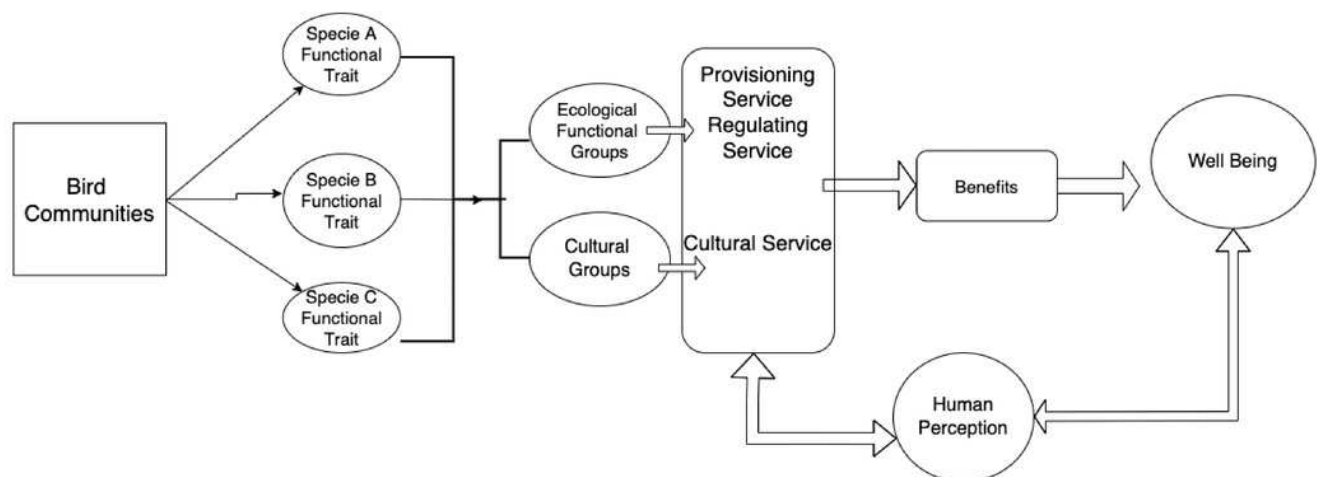 Bird
Communities
Specie A
Functional
Trait
Specie B
Functional
Trait
Specie C
Functional
Trait
Ecological
Functional
Groups
Cultural
Groups
Provisioning
Service
Regulating
Service
Cultural Service
Benefits
Well Being
Human
Perception